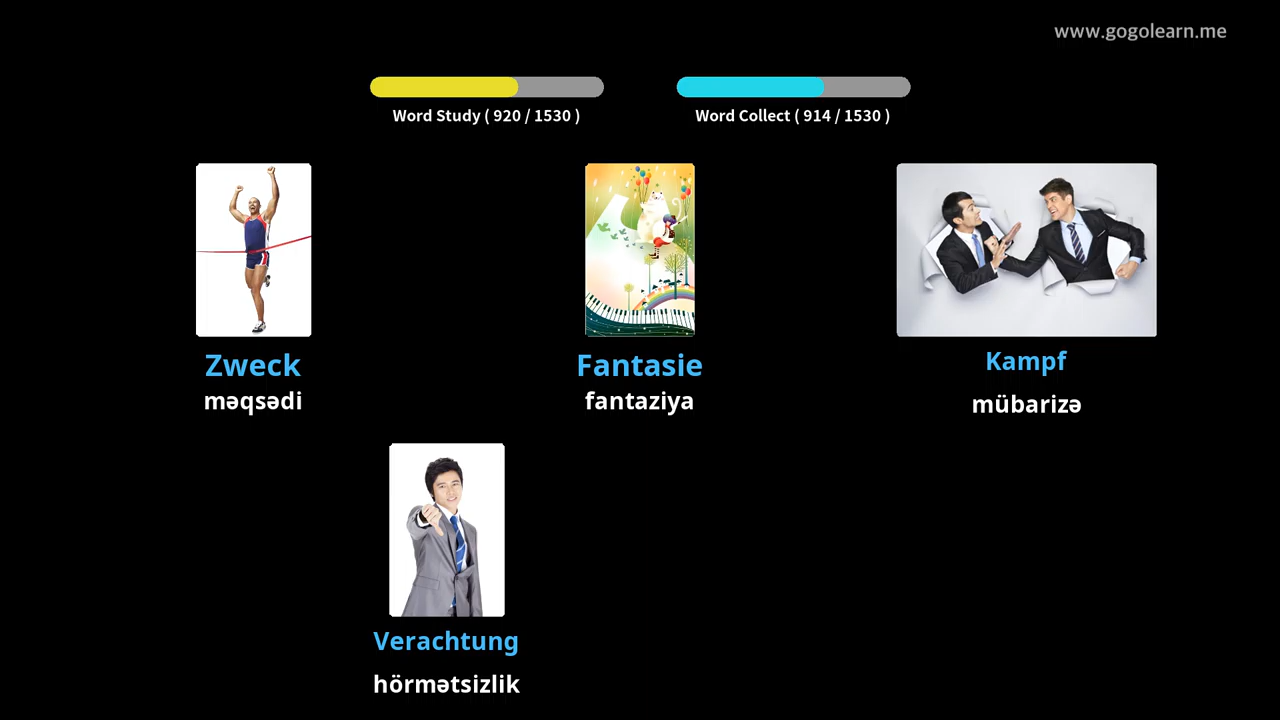 www.gogolearn.me
Word Study ( 920 / 1530 )
Word Collect ( 914 / 1530 )
Zweck
məqsədi
Fantasie
fantaziya
Kampf
mübarizə
Verachtung
hörmətsizlik